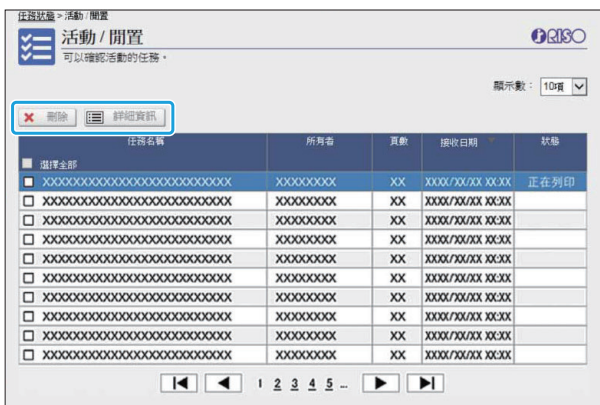 任務狀態 > 活動 / 閒置
活動 / 閒置
RISO
可以確認活動的任務。
顯示數： 10項
刪除 詳細資訊
任務名稱 所有者 頁數 接收日期 狀態
選擇全部
XXXXXXXXXXXXXXXXXXXXXXXXX XXXXXXXX XX XXXX/XX/XX XX:XX 正在列印
XXXXXXXXXXXXXXXXXXXXXXXXX XXXXXXXX XX XXXX/XX/XX XX:XX
XXXXXXXXXXXXXXXXXXXXXXXXX XXXXXXXX XX XXXX/XX/XX XX:XX
XXXXXXXXXXXXXXXXXXXXXXXXX XXXXXXXX XX XXXX/XX/XX XX:XX
XXXXXXXXXXXXXXXXXXXXXXXXX XXXXXXXX XX XXXX/XX/XX XX:XX
XXXXXXXXXXXXXXXXXXXXXXXXX XXXXXXXX XX XXXX/XX/XX XX:XX
XXXXXXXXXXXXXXXXXXXXXXXXX XXXXXXXX XX XXXX/XX/XX XX:XX
XXXXXXXXXXXXXXXXXXXXXXXXX XXXXXXXX XX XXXX/XX/XX XX:XX
XXXXXXXXXXXXXXXXXXXXXXXXX XXXXXXXX XX XXXX/XX/XX XX:XX
XXXXXXXXXXXXXXXXXXXXXXXXX XXXXXXXX XX XXXX/XX/XX XX:XX
1 2 3 4 5 ...